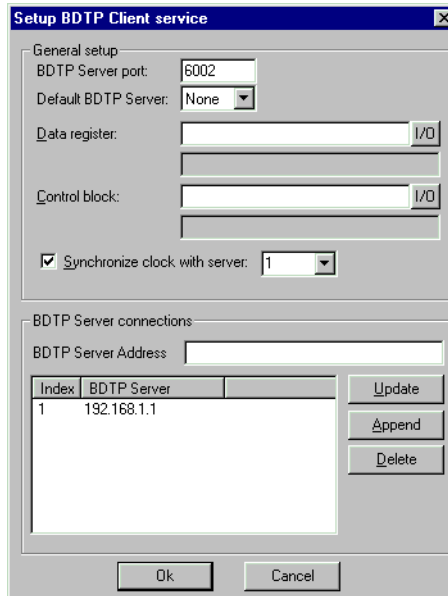 Setup BDTP Client service
General setup
BDTP Server port: 6002
Default BDTP Server: None
Data register: I/O
Control block: I/O
Synchronize clock with server: 1
BDTP Server connections
BDTP Server Address
Index BDTP Server
1 192.168.1.1
Update
Append
Delete
Ok Cancel